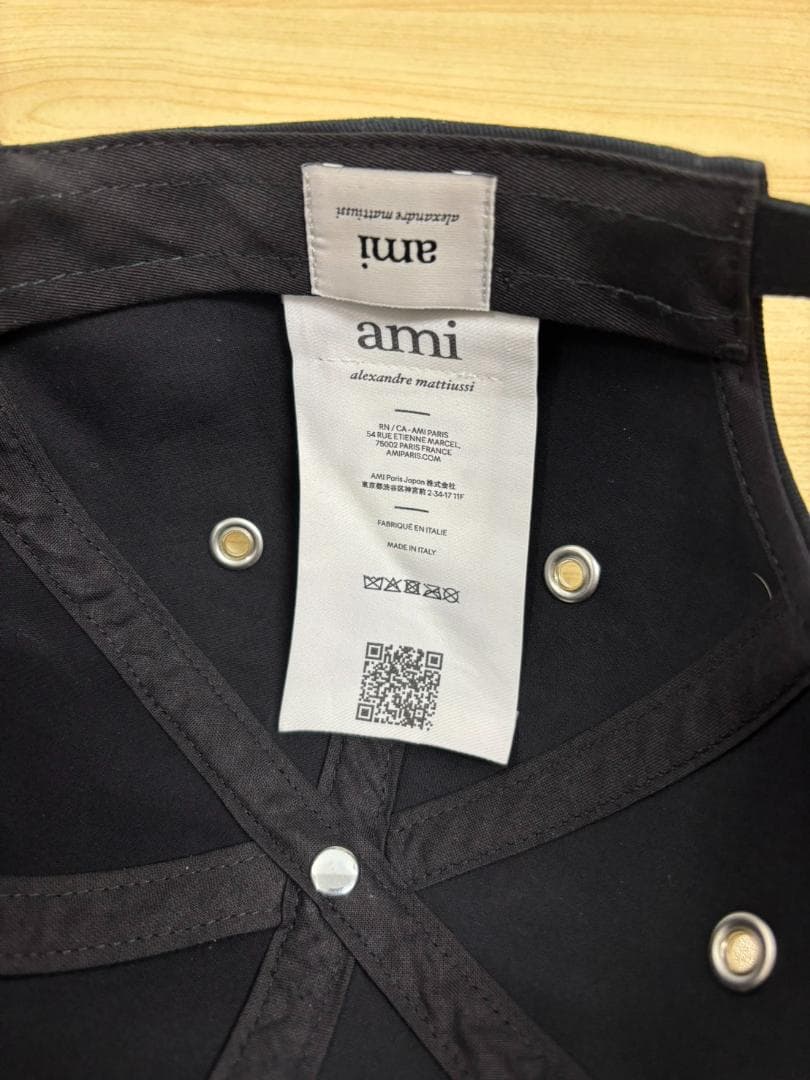 alexandre mattiussi
ami
ami
alexandre mattiussi
RN / CA - AMI PARIS
54 RUE ETIENNE MARCEL,
75002 PARIS FRANCE
AMIPARIS.COM
AMI Paris Japon 株式会社
東京都渋谷区神宮前 2-34-17 11F
FABRIQUÉ EN ITALIE
MADE IN ITALY